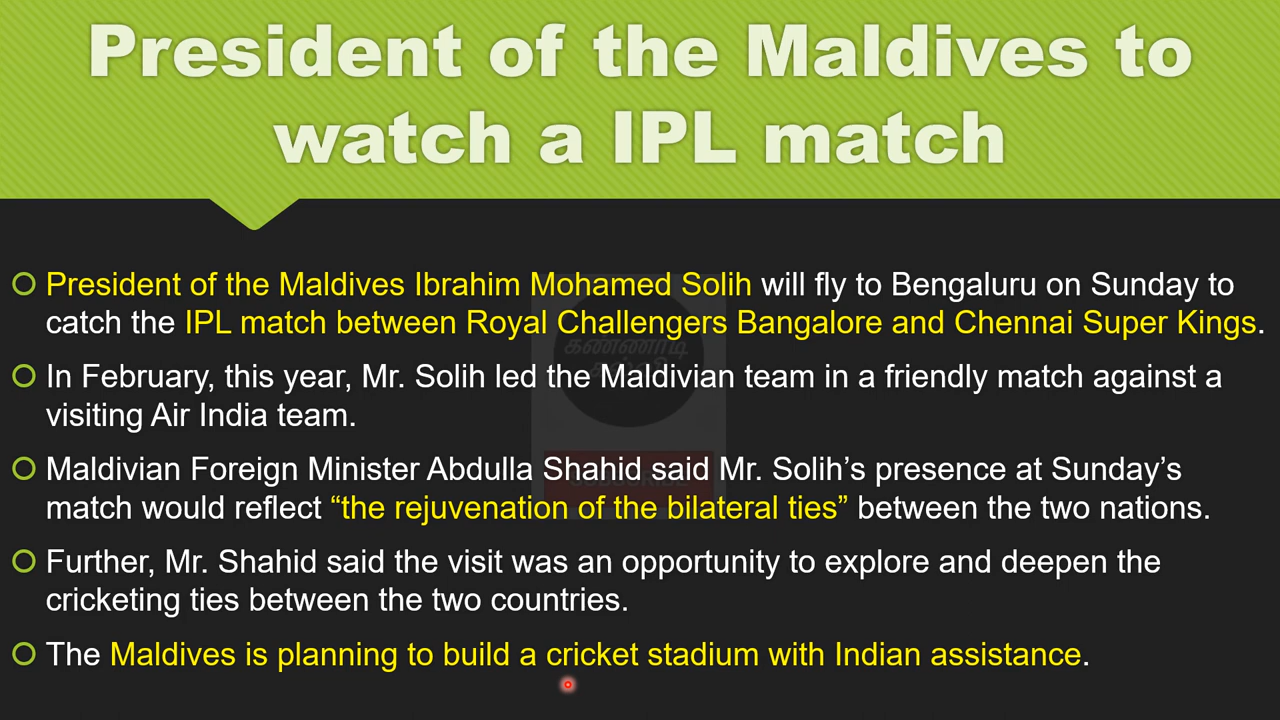 President of the Maldives to
watch a IPL match
President of the Maldives Ibrahim Mohamed Solih will fly to Bengaluru on Sunday to
catch the IPL match between Royal Challengers Bangalore and Chennai Super Kings.
In February, this year, Mr. Solih led the Maldivian team in a friendly match against a
visiting Air India team.
Maldivian Foreign Minister Abdulla Shahid said Mr. Solih’s presence at Sunday’s
match would reflect “the rejuvenation of the bilateral ties” between the two nations.
Further, Mr. Shahid said the visit was an opportunity to explore and deepen the
cricketing ties between the two countries.
The Maldives is planning to build a cricket stadium with Indian assistance.
கண்ணாடி
SUBSCRIBE